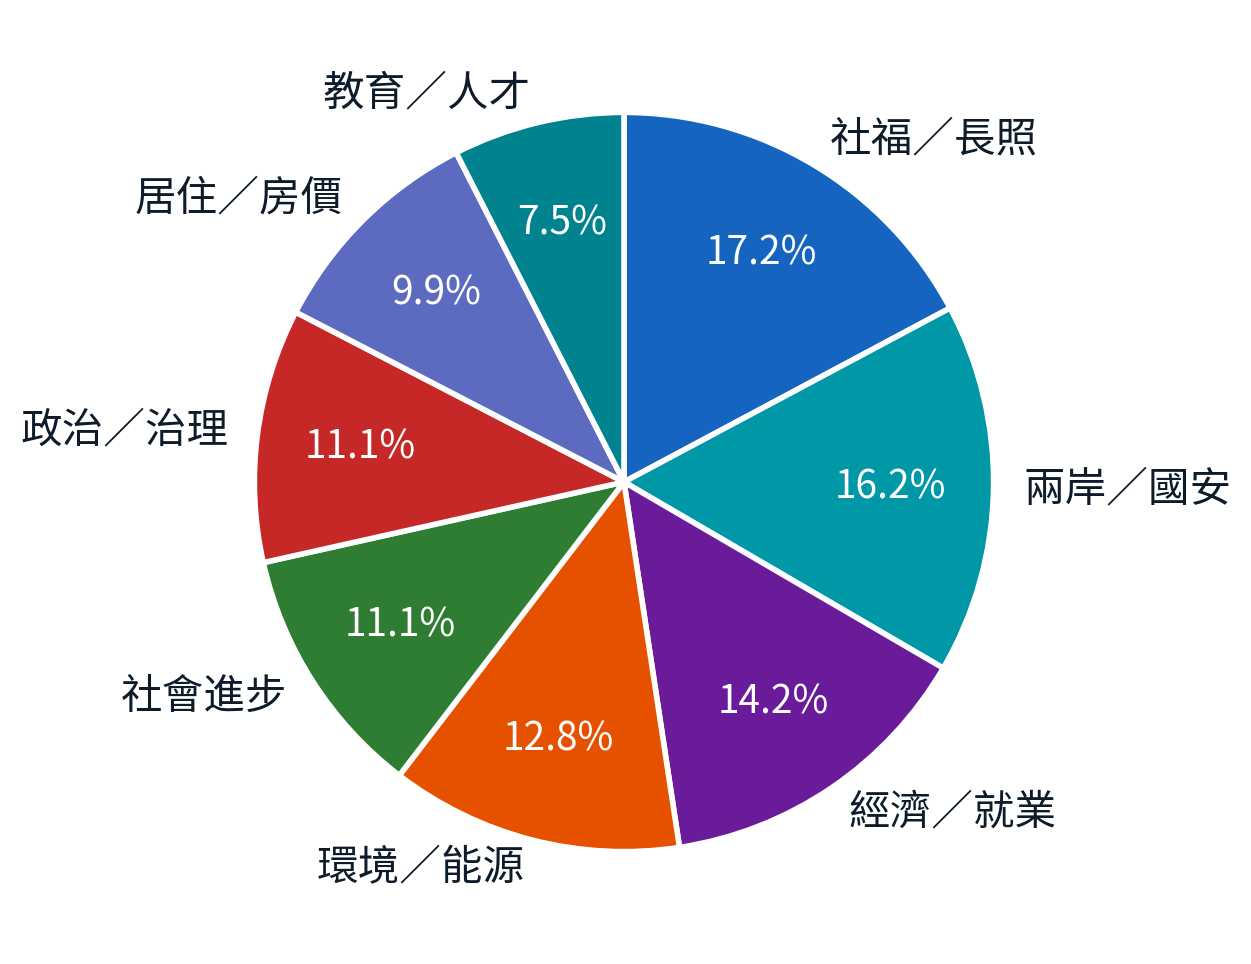 教育／人才
社福／長照
居住／房價
7.5%
17.2%
9.9%
政治／治理
11.1%
16.2%
兩岸／國安
11.1%
社會進步
14.2%
12.8%
經濟／就業
環境／能源